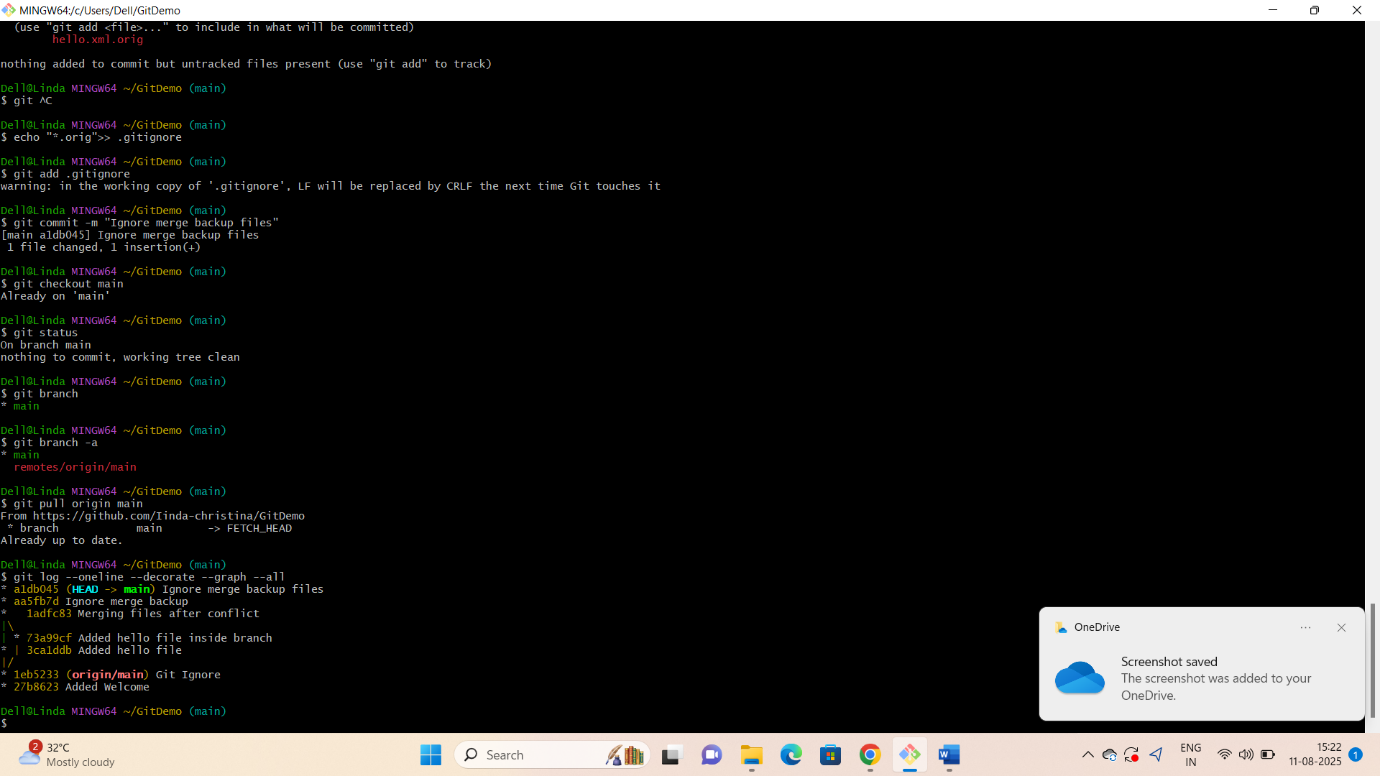 MINGW64:/c/Users/Dell/GitDemo
(use "git add <file>..." to include in what will be committed)
hello.xml.orig
nothing added to commit but untracked files present (use "git add" to track)
Dell@Linda MINGW64 ~/GitDemo (main)
$ git ^C
Dell@Linda MINGW64 ~/GitDemo (main)
$ echo "*.orig">> .gitignore
Dell@Linda MINGW64 ~/GitDemo (main)
$ git add .gitignore
warning: in the working copy of '.gitignore', LF will be replaced by CRLF the next time Git touches it
Dell@Linda MINGW64 ~/GitDemo (main)
$ git commit -m "Ignore merge backup files"
[main a1db045] Ignore merge backup files
1 file changed, 1 insertion(+)
Dell@Linda MINGW64 ~/GitDemo (main)
$ git checkout main
Already on 'main'
Dell@Linda MINGW64 ~/GitDemo (main)
$ git status
On branch main
nothing to commit, working tree clean
Dell@Linda MINGW64 ~/GitDemo (main)
$ git branch
* main
Dell@Linda MINGW64 ~/GitDemo (main)
$ git branch -a
* main
remotes/origin/main
Dell@Linda MINGW64 ~/GitDemo (main)
$ git pull origin main
From https://github.com/Iinda-christina/GitDemo
* branch            main       -> FETCH_HEAD
Already up to date.
Dell@Linda MINGW64 ~/GitDemo (main)
$ git log --oneline --decorate --graph --all
* a1db045 (HEAD -> main) Ignore merge backup files
* aa5fb7d Ignore merge backup
*   1adfc83 Merging files after conflict
|\
| * 73a99cf Added hello file inside branch
* | 3ca1ddb Added hello file
|/
* 1eb5233 (origin/main) Git Ignore
* 27b8623 Added Welcome
Dell@Linda MINGW64 ~/GitDemo (main)
$
OneDrive
Screenshot saved
The screenshot was added to your
OneDrive.
2
32°C
Mostly cloudy
Search
W
ENG
IN
15:22
11-08-2025
1